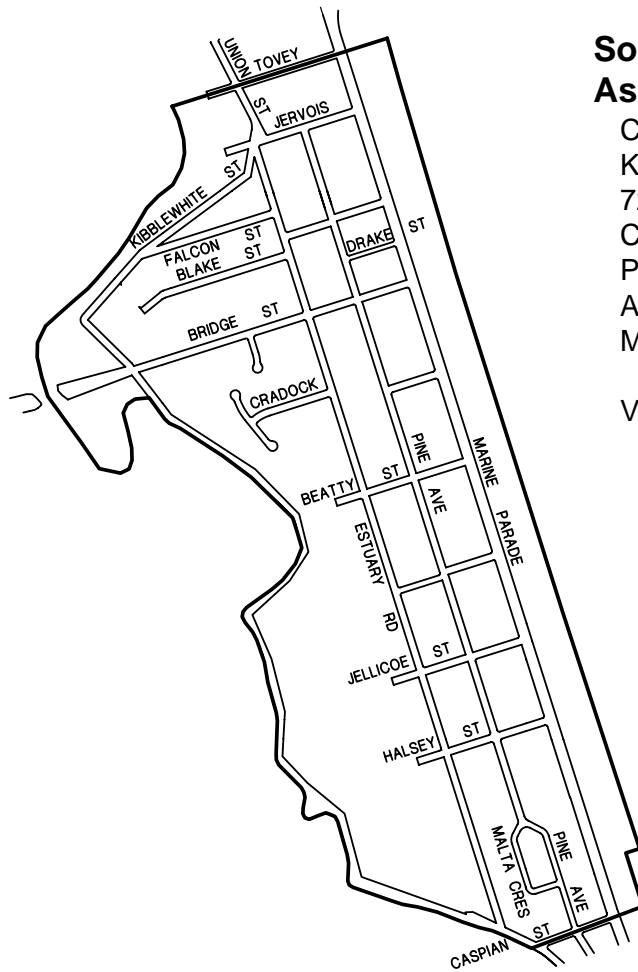 So
As
C
K
C
P
A
M
V
TOVEY
UNION ST
JERVOIS
KIBBLEWHITE ST
FALCON ST
BLAKE ST
DRAKE ST
BRIDGE ST
CRADOCK
BEATTY ST
PINE AVE
MARINE PARADE
ESTUARY RD
JELLICOE ST
HALSEY ST
MALTA CRES
PINE AVE
CASPIAN ST